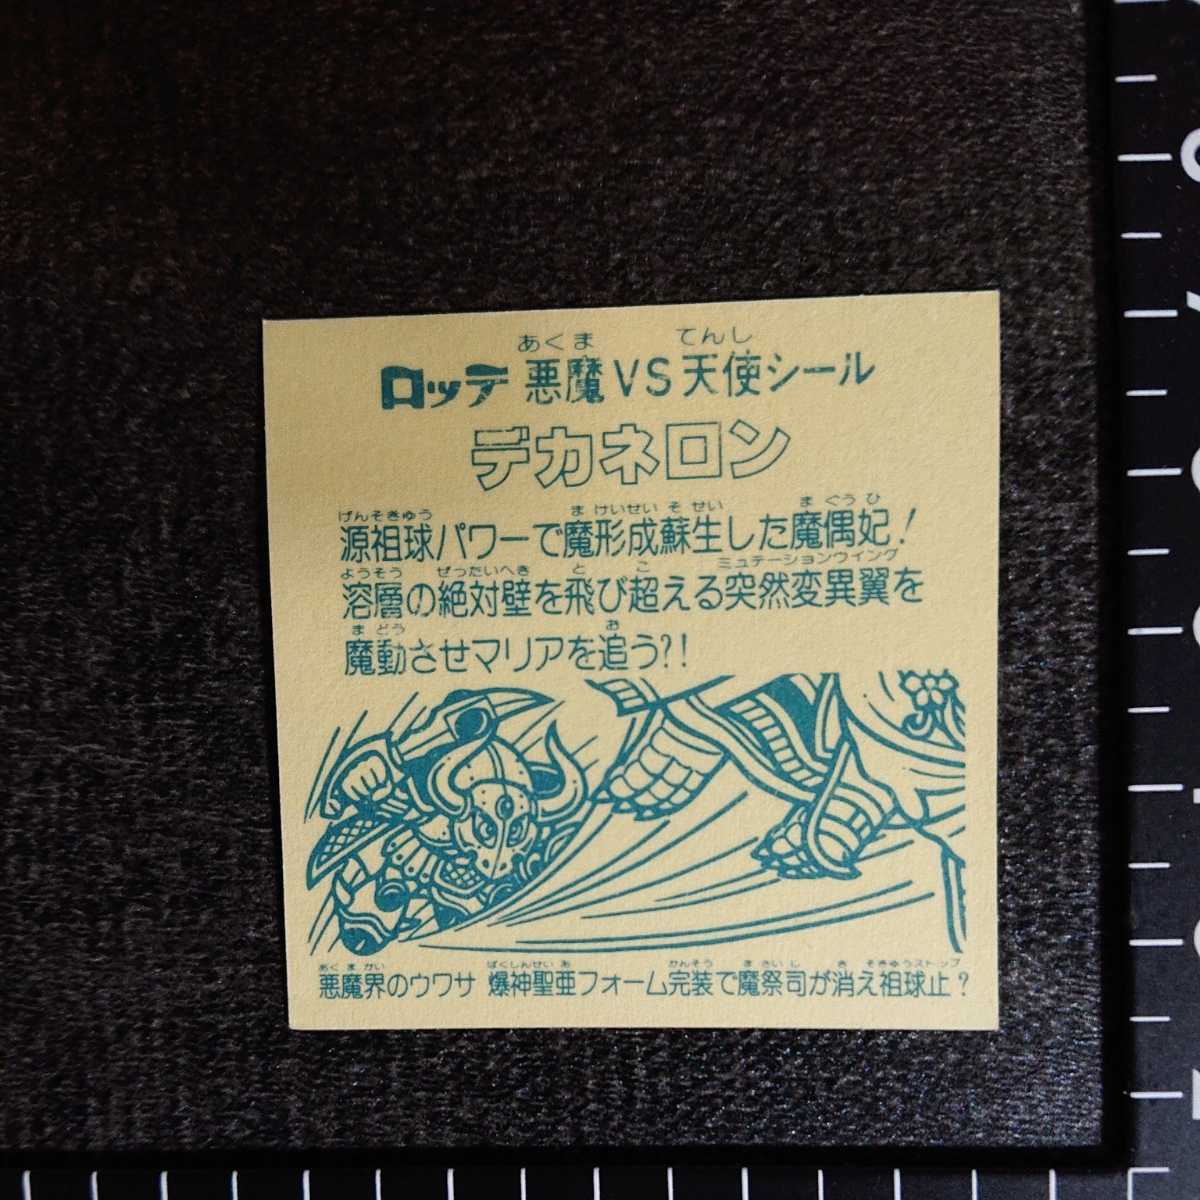 あくま てんし
ロッテ 悪魔VS天使シール
デカネロン
げんそきゅう まけいせいそせい まぐうひ
源祖球パワーで魔形成蘇生した魔偶妃!
ようそう ぜったいへき と こ ミュテーションウイング
溶層の絶対壁を飛び超える突然変異翼を
まどう お
魔動させマリアを追う?!
あくまかい ばくしんせいあ かんそう まさいし き そきゅうストップ
悪魔界のウワサ 爆神聖亜フォーム完装で魔祭司が消え祖球止?